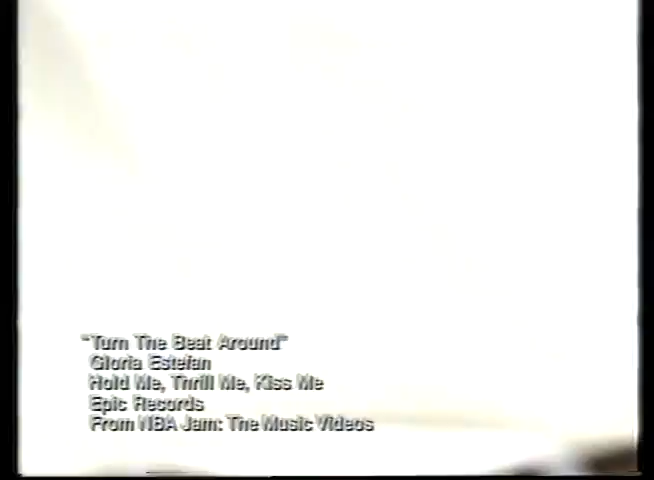 "Turn The Beat Around"
Gloria Estefan
Hold Me, Thrill Me, Kiss Me
Epic Records
From NBA Jam: The Music Videos